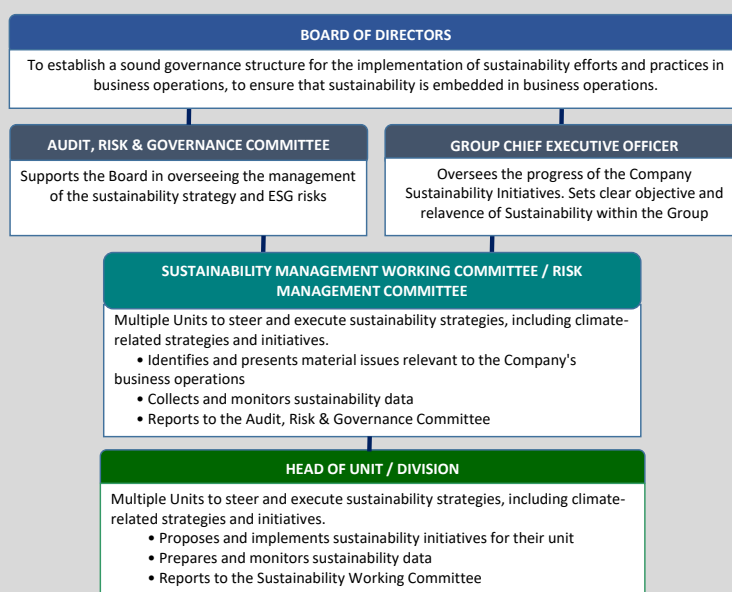 BOARD OF DIRECTORS
To establish a sound governance structure for the implementation of sustainability efforts and practices in
business operations, to ensure that sustainability is embedded in business operations.
AUDIT, RISK & GOVERNANCE COMMITTEE
Supports the Board in overseeing the management
of the sustainability strategy and ESG risks
GROUP CHIEF EXECUTIVE OFFICER
Oversees the progress of the Company
Sustainability Initiatives. Sets clear objective and
relavence of Sustainability within the Group
SUSTAINABILITY MANAGEMENT WORKING COMMITTEE / RISK
MANAGEMENT COMMITTEE
Multiple Units to steer and execute sustainability strategies, including climate-
related strategies and initiatives.
• Identifies and presents material issues relevant to the Company's
business operations
• Collects and monitors sustainability data
• Reports to the Audit, Risk & Governance Committee
HEAD OF UNIT / DIVISION
Multiple Units to steer and execute sustainability strategies, including climate-
related strategies and initiatives.
• Proposes and implements sustainability initiatives for their unit
• Prepares and monitors sustainability data
• Reports to the Sustainability Working Committee